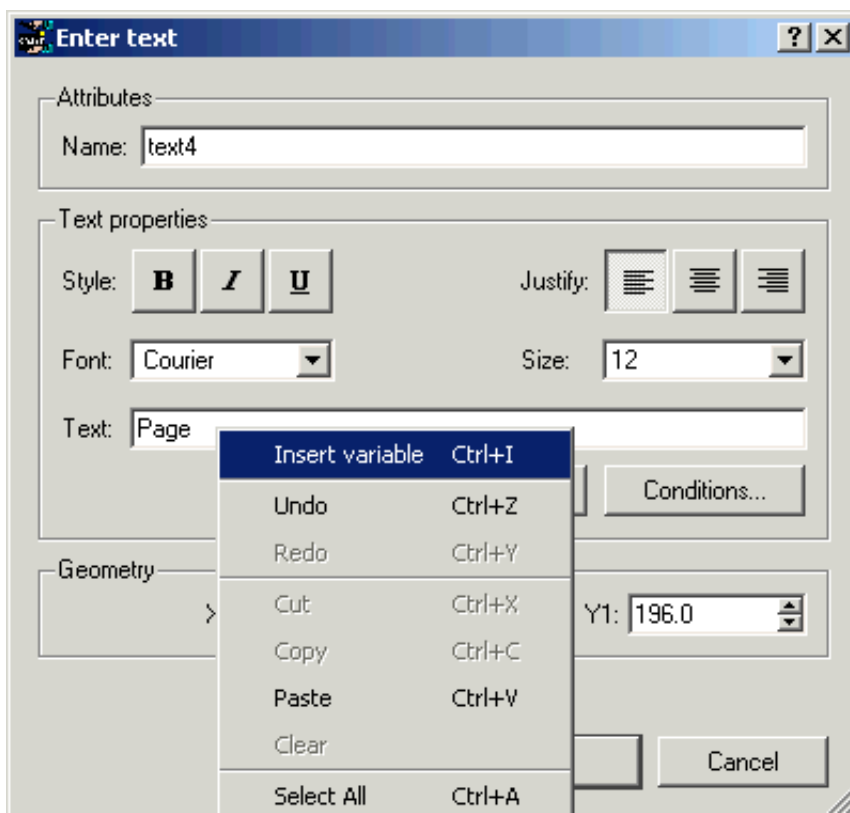 Enter text
Attributes
Name: text4
Text properties
Style: B I U Justify:
Font: Courier Size: 12
Text: Page
Insert variable Ctrl+I
Conditions...
Undo Ctrl+Z
Redo Ctrl+Y
Geometry
Cut Ctrl+X
Y1: 196.0
Copy Ctrl+C
Paste Ctrl+V
Clear
Cancel
Select All Ctrl+A